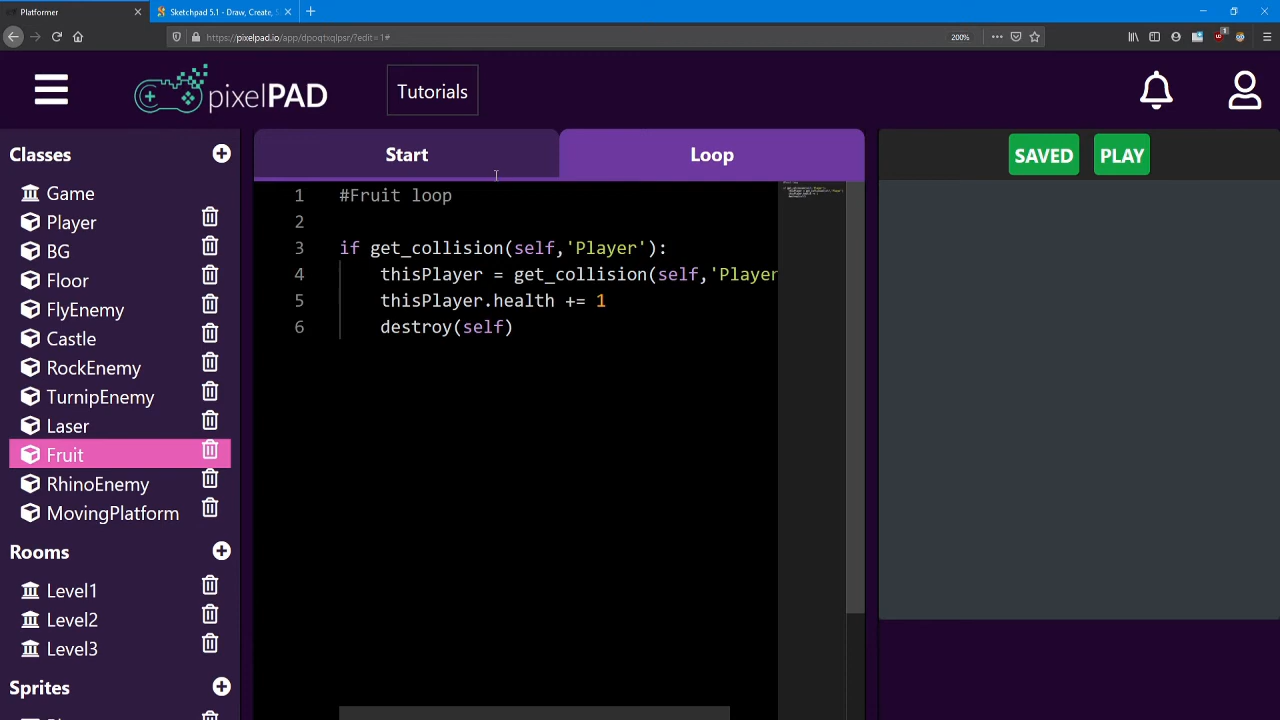 Platformer
Sketchpad 5.1 - Draw, Create,
https://pixelpad.io/app/dpoqtxqlpsr/?edit=1#
200%
pixelPAD
Tutorials
Classes
Game
Player
BG
Floor
FlyEnemy
Castle
RockEnemy
TurnipEnemy
Laser
Fruit
RhinoEnemy
MovingPlatform
Rooms
Level1
Level2
Level3
Sprites
Start
Loop
1 #Fruit loop
2
3 if get_collision(self,'Player'):
4 thisPlayer = get_collision(self,'Player
5 thisPlayer.health += 1
6 destroy(self)
SAVED
PLAY